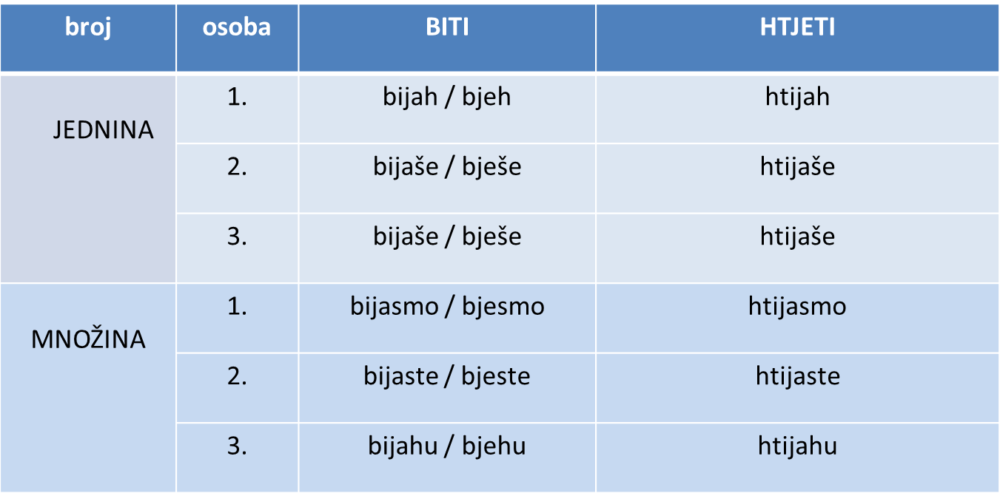 broj osoba BITI HTJETI
JEDNINA 1. bijah / bjeh htijah
2. bijaše / bješe htijaše
3. bijaše / bješe htijaše
MNOŽINA 1. bijasmo / bjesmo htijasmo
2. bijaste / bjeste htijaste
3. bijahu / bjehu htijahu